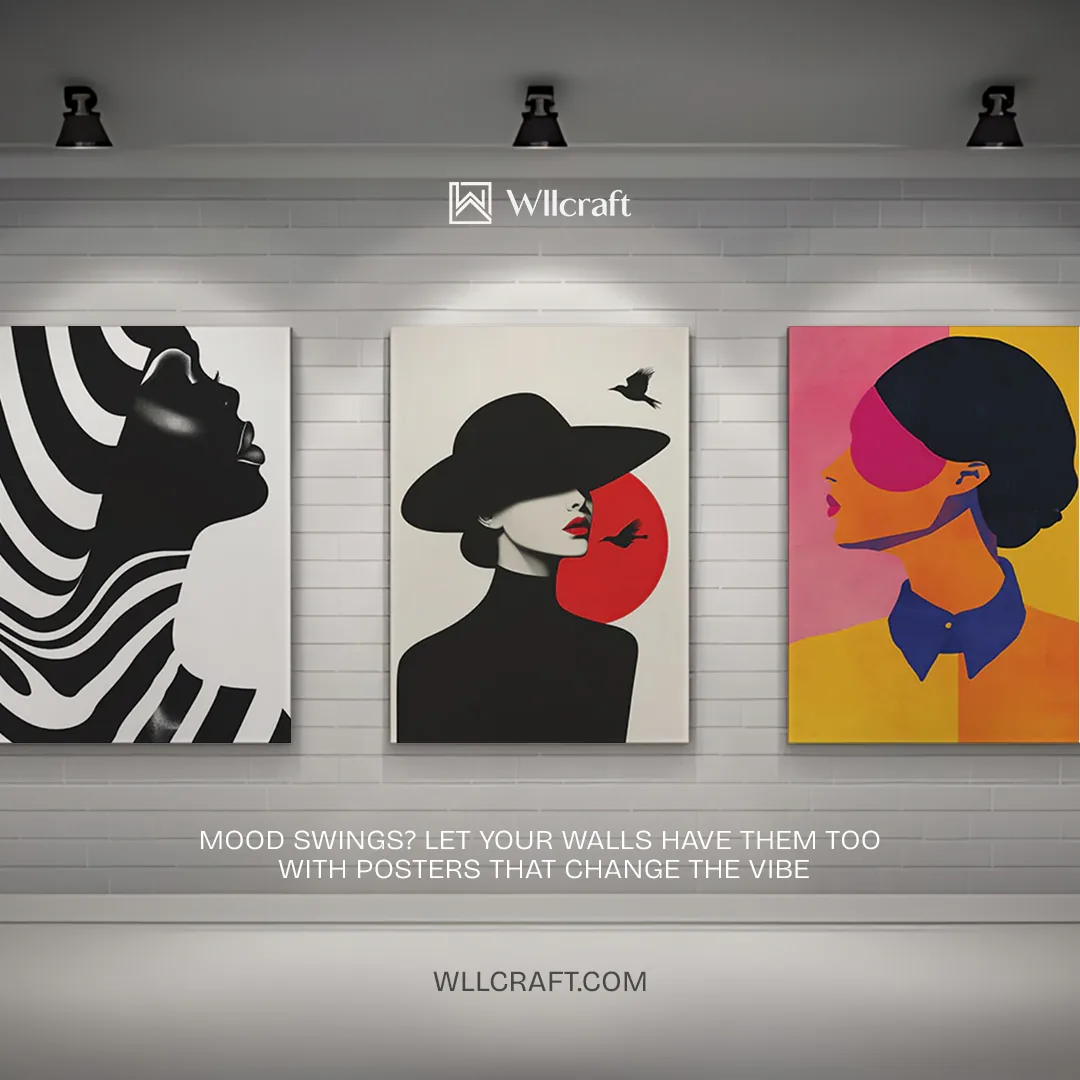 Wllcraft
MOOD SWINGS? LET YOUR WALLS HAVE THEM TOO
WITH POSTERS THAT CHANGE THE VIBE
WLLCRAFT.COM